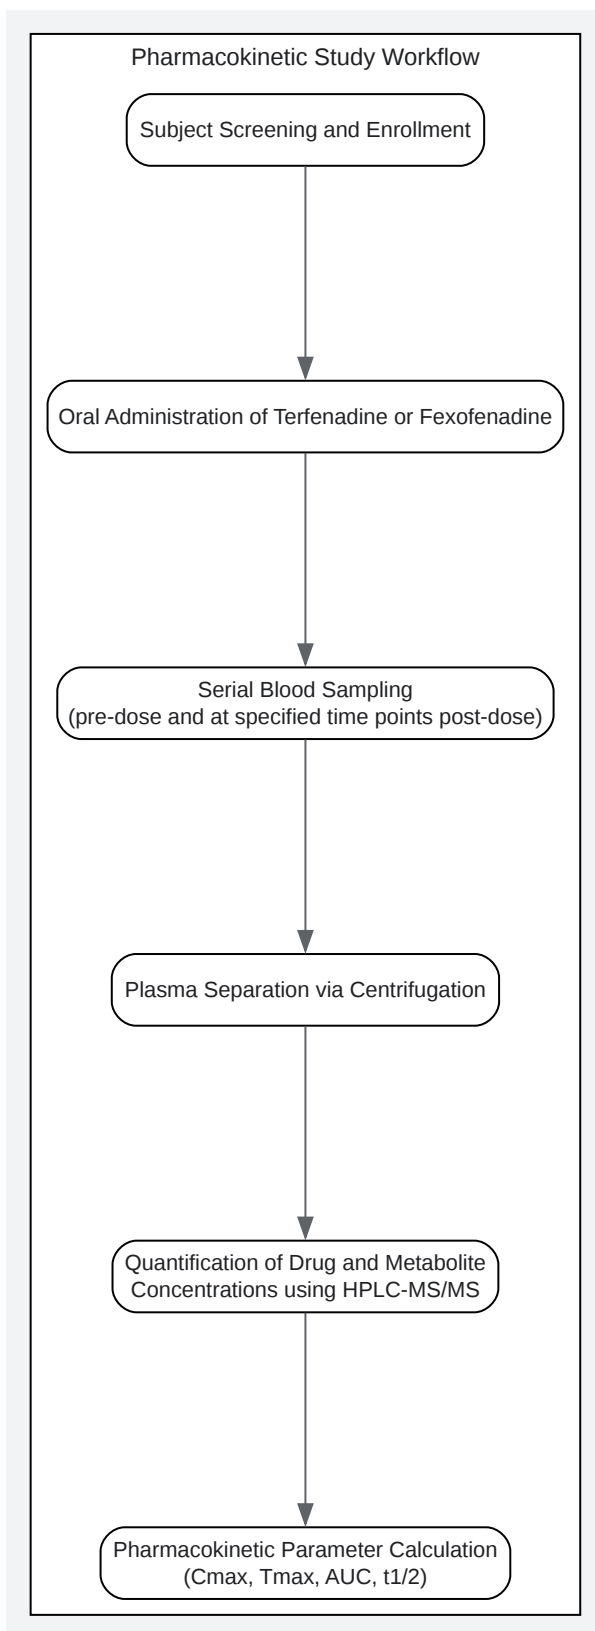 Pharmacokinetic Study Workflow
Subject Screening and Enrollment
Oral Administration of Terfenadine or Fexofenadine
Serial Blood Sampling
(pre-dose and at specified time points post-dose)
Plasma Separation via Centrifugation
Quantification of Drug and Metabolite
Concentrations using HPLC-MS/MS
Pharmacokinetic Parameter Calculation
(Cmax, Tmax, AUC, t1/2)